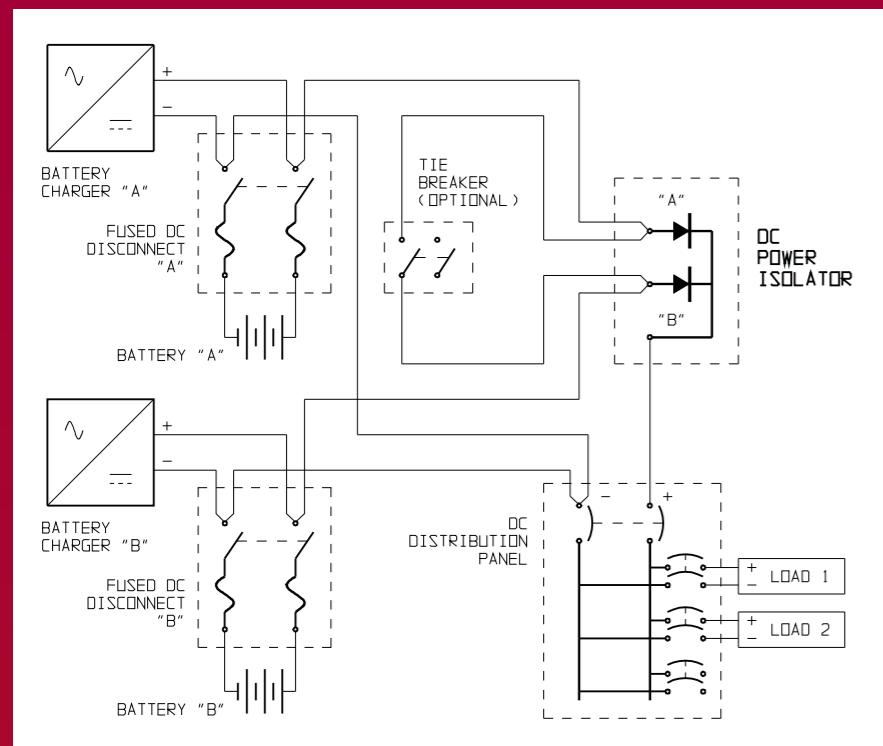 +
−
BATTERY
CHARGER "A"
FUSED DC
DISCONNECT
"A"
BATTERY "A"
TIE
BREAKER
(OPTIONAL)
"A"
"B"
DC
POWER
ISOLATOR
+
−
BATTERY
CHARGER "B"
FUSED DC
DISCONNECT
"B"
BATTERY "B"
− +
DC
DISTRIBUTION
PANEL
+ LOAD 1
−
+ LOAD 2
−